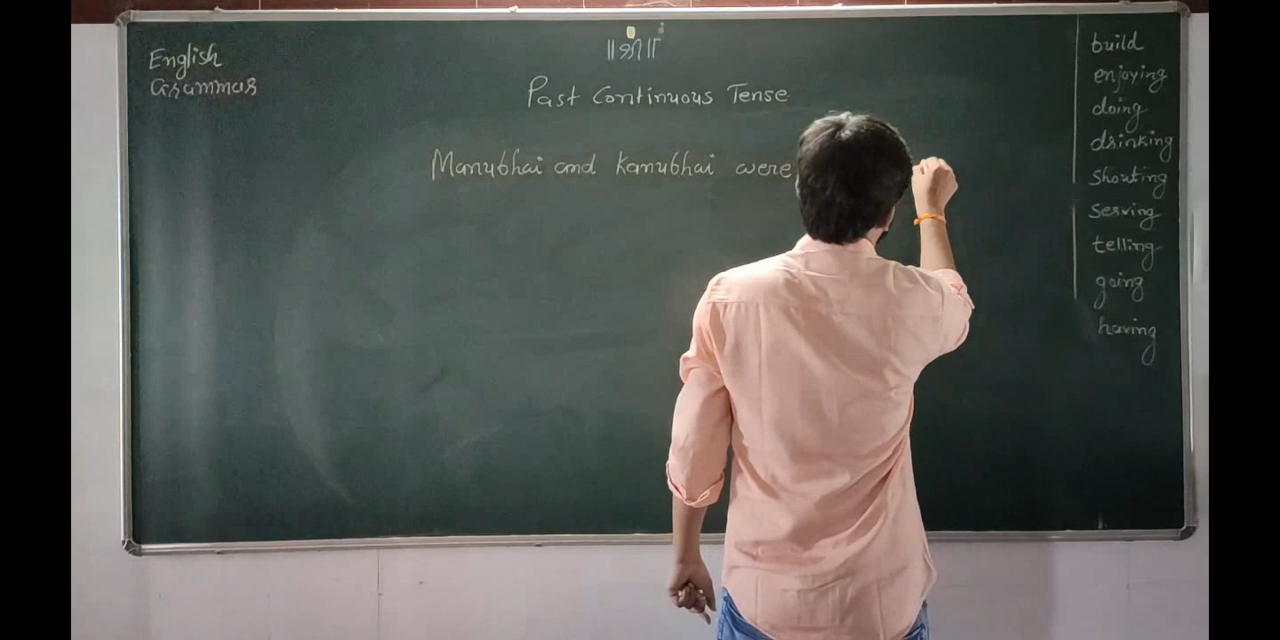 English
Grammar
॥ श्री ॥
Past Continuous Tense
Manubhai and Kanubhai were
build
enjoying
doing
drinking
shouting
serving
telling
going
having